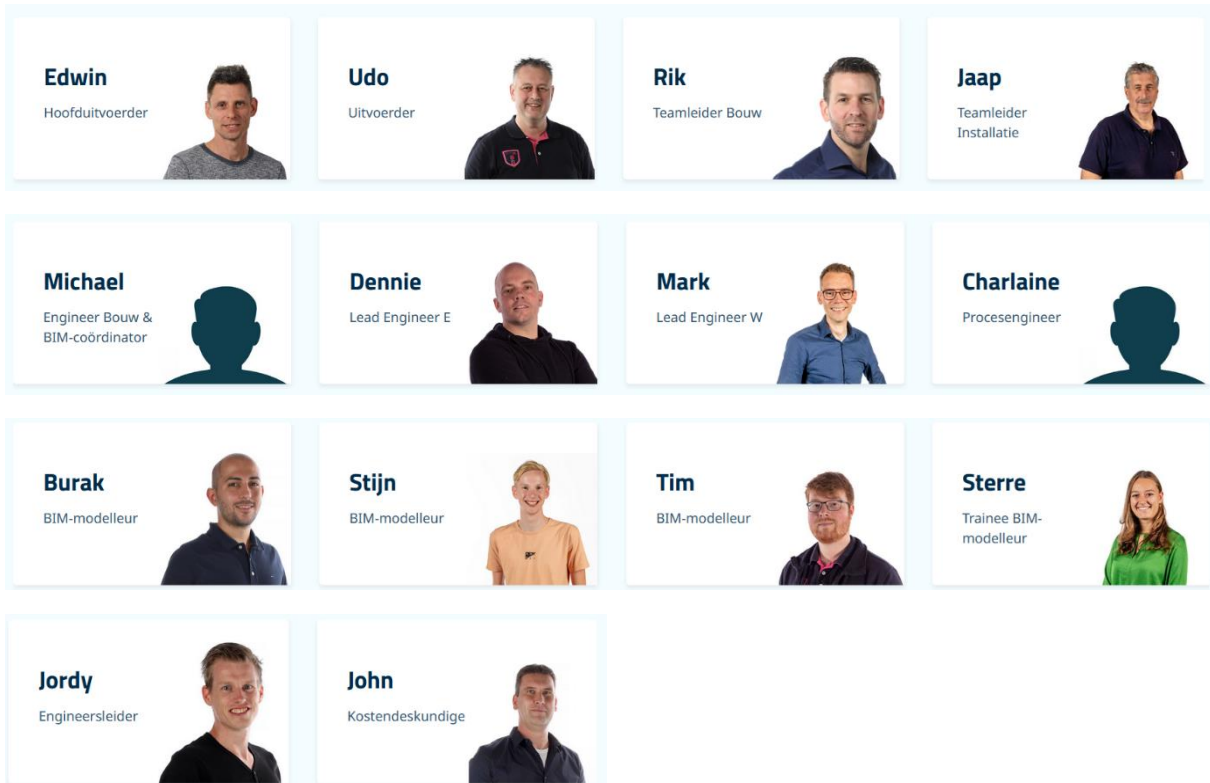 Edwin
Hoofduitvoerder
Udo
Uitvoerder
Rik
Teamleider Bouw
Jaap
Teamleider
Installatie
Michael
Engineer Bouw &
BIM-coördinator
Dennie
Lead Engineer E
Mark
Lead Engineer W
Charlaine
Procesengineer
Burak
BIM-modelleur
Stijn
BIM-modelleur
Tim
BIM-modelleur
Sterre
Trainee BIM-
modelleur
Jordy
Engineersleider
John
Kostendeskundige